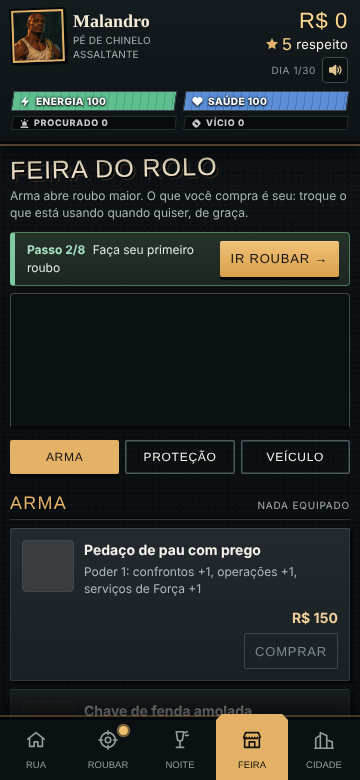 Malandro
PÉ DE CHINELO
ASSALTANTE
R$ 0
5 respeito
DIA 1/30
ENERGIA 100
SAÚDE 100
PROCURADO 0
VÍCIO 0
FEIRA DO ROLO
Arma abre roubo maior. O que você compra é seu: troque o
que está usando quando quiser, de graça.
Passo 2/8 Faça seu primeiro
roubo
IR ROUBAR →
ARMA
PROTEÇÃO
VEÍCULO
ARMA
NADA EQUIPADO
Pedaço de pau com prego
Poder 1: confrontos +1, operações +1,
serviços de Força +1
R$ 150
COMPRAR
Chave de fenda amolada
RUA
ROUBAR
NOITE
FEIRA
CIDADE